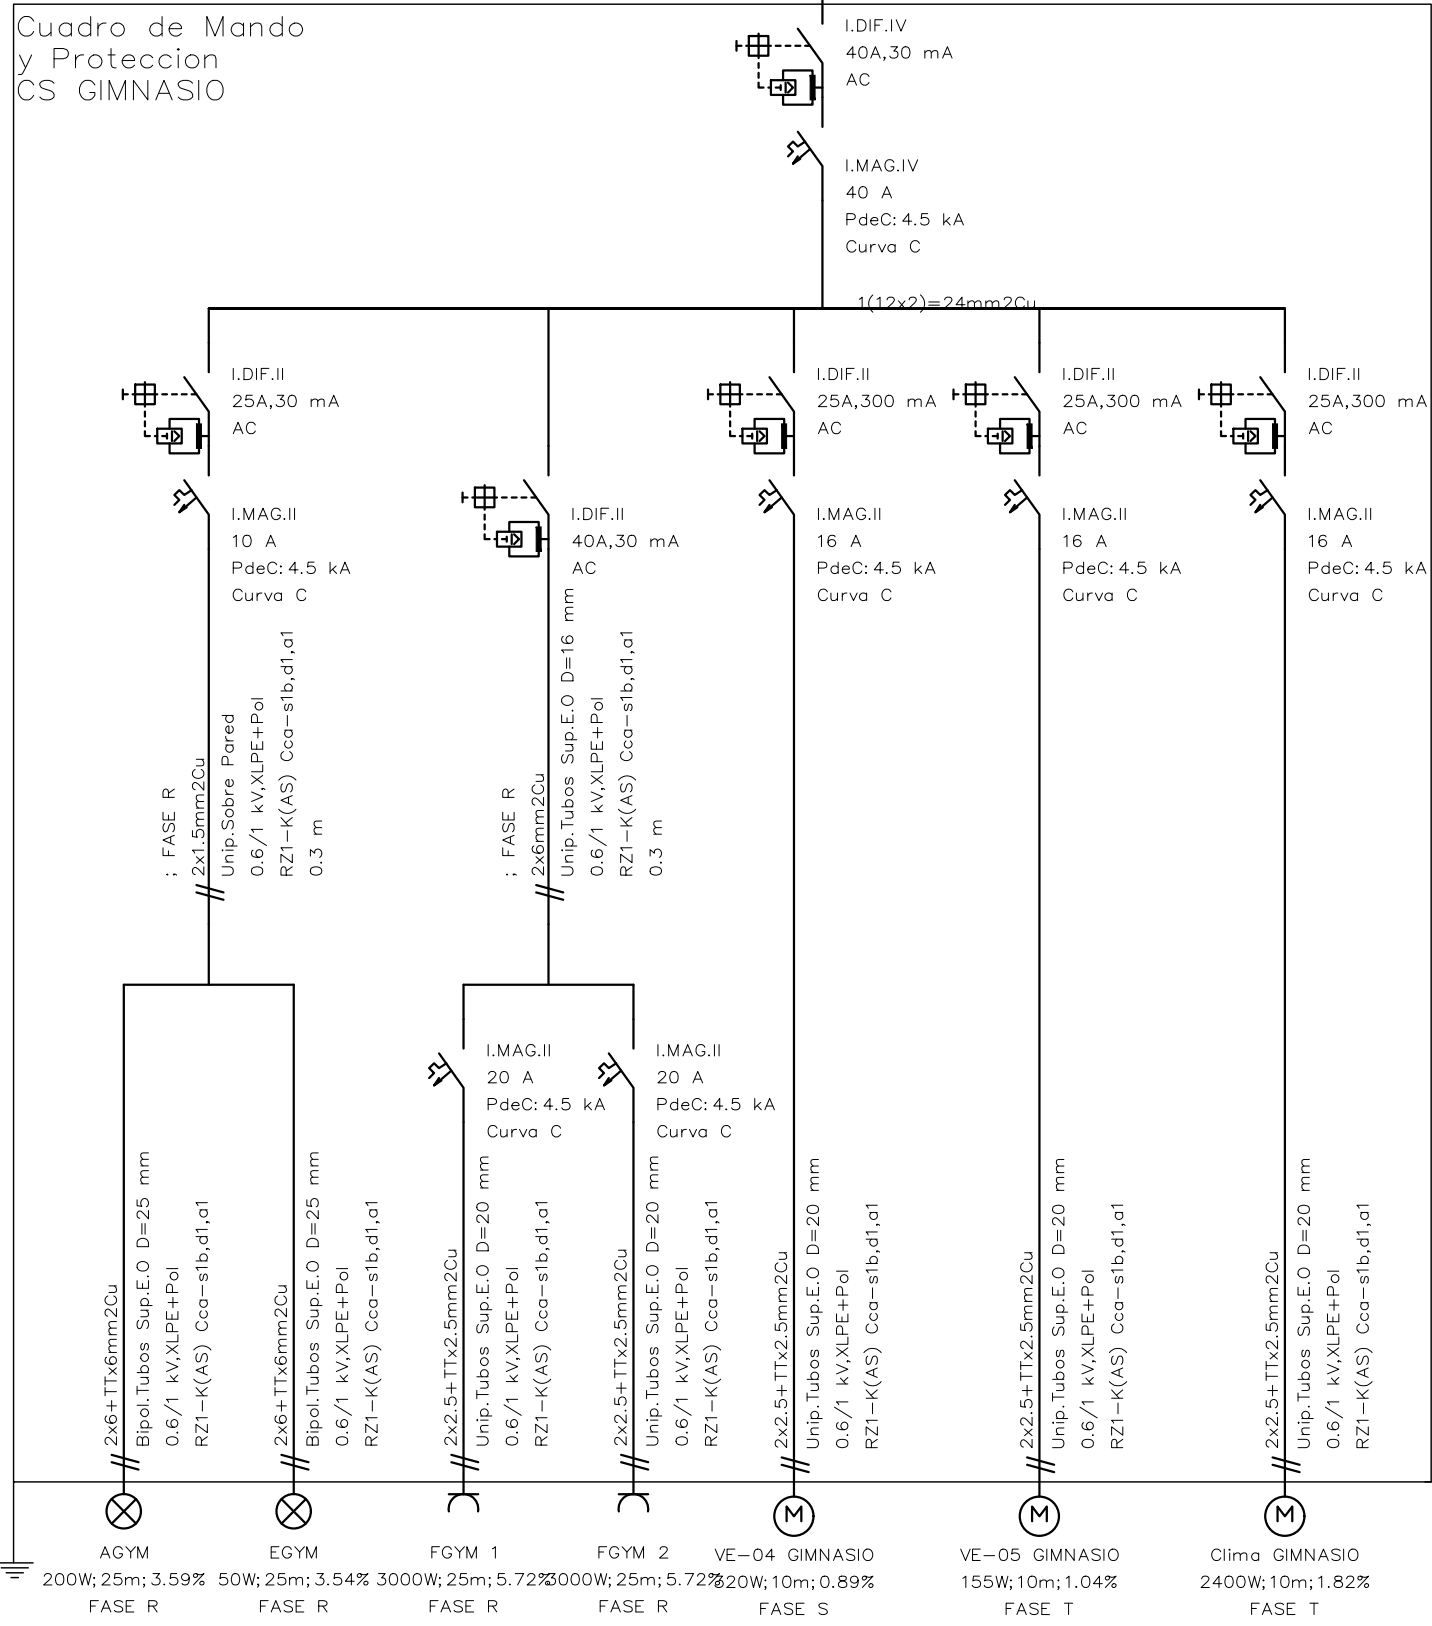 Cuadro de Mando
y Proteccion
CS GIMNASIO
I.DIF.IV
40A,30 mA
AC
I.MAG.IV
40 A
PdeC: 4.5 kA
Curva C
1(12x2)=24mm2Cu
I.DIF.II
25A,30 mA
AC
I.MAG.II
10 A
PdeC: 4.5 kA
Curva C
; FASE R
2x1.5mm2Cu
Unip.Sobre Pared
0.6/1 kV,XLPE+Pol
RZ1-K(AS) Cca-s1b,d1,a1
0.3 m
I.DIF.II
40A,30 mA
AC
; FASE R
2x6mm2Cu
Unip.Tubos Sup.E.O D=16 mm
0.6/1 kV,XLPE+Pol
RZ1-K(AS) Cca-s1b,d1,a1
0.3 m
I.DIF.II
25A,300 mA
AC
I.MAG.II
16 A
PdeC: 4.5 kA
Curva C
I.DIF.II
25A,300 mA
AC
I.MAG.II
16 A
PdeC: 4.5 kA
Curva C
I.DIF.II
25A,300 mA
AC
I.MAG.II
16 A
PdeC: 4.5 kA
Curva C
I.MAG.II
20 A
PdeC: 4.5 kA
Curva C
I.MAG.II
20 A
PdeC: 4.5 kA
Curva C
2x6+TTx6mm2Cu
Bipol.Tubos Sup.E.O D=25 mm
0.6/1 kV,XLPE+Pol
RZ1-K(AS) Cca-s1b,d1,a1
2x6+TTx6mm2Cu
Bipol.Tubos Sup.E.O D=25 mm
0.6/1 kV,XLPE+Pol
RZ1-K(AS) Cca-s1b,d1,a1
2x2.5+TTx2.5mm2Cu
Unip.Tubos Sup.E.O D=20 mm
0.6/1 kV,XLPE+Pol
RZ1-K(AS) Cca-s1b,d1,a1
2x2.5+TTx2.5mm2Cu
Unip.Tubos Sup.E.O D=20 mm
0.6/1 kV,XLPE+Pol
RZ1-K(AS) Cca-s1b,d1,a1
2x2.5+TTx2.5mm2Cu
Unip.Tubos Sup.E.O D=20 mm
0.6/1 kV,XLPE+Pol
RZ1-K(AS) Cca-s1b,d1,a1
2x2.5+TTx2.5mm2Cu
Unip.Tubos Sup.E.O D=20 mm
0.6/1 kV,XLPE+Pol
RZ1-K(AS) Cca-s1b,d1,a1
2x2.5+TTx2.5mm2Cu
Unip.Tubos Sup.E.O D=20 mm
0.6/1 kV,XLPE+Pol
RZ1-K(AS) Cca-s1b,d1,a1
AGYM
200W;25m;3.59%
FASE R
EGYM
50W;25m;3.54%
FASE R
FGYM 1
3000W;25m;5.72%
FASE R
FGYM 2
3000W;25m;5.72%
FASE R
M
VE-04 GIMNASIO
320W;10m;0.89%
FASE S
M
VE-05 GIMNASIO
155W;10m;1.04%
FASE T
M
Clima GIMNASIO
2400W;10m;1.82%
FASE T